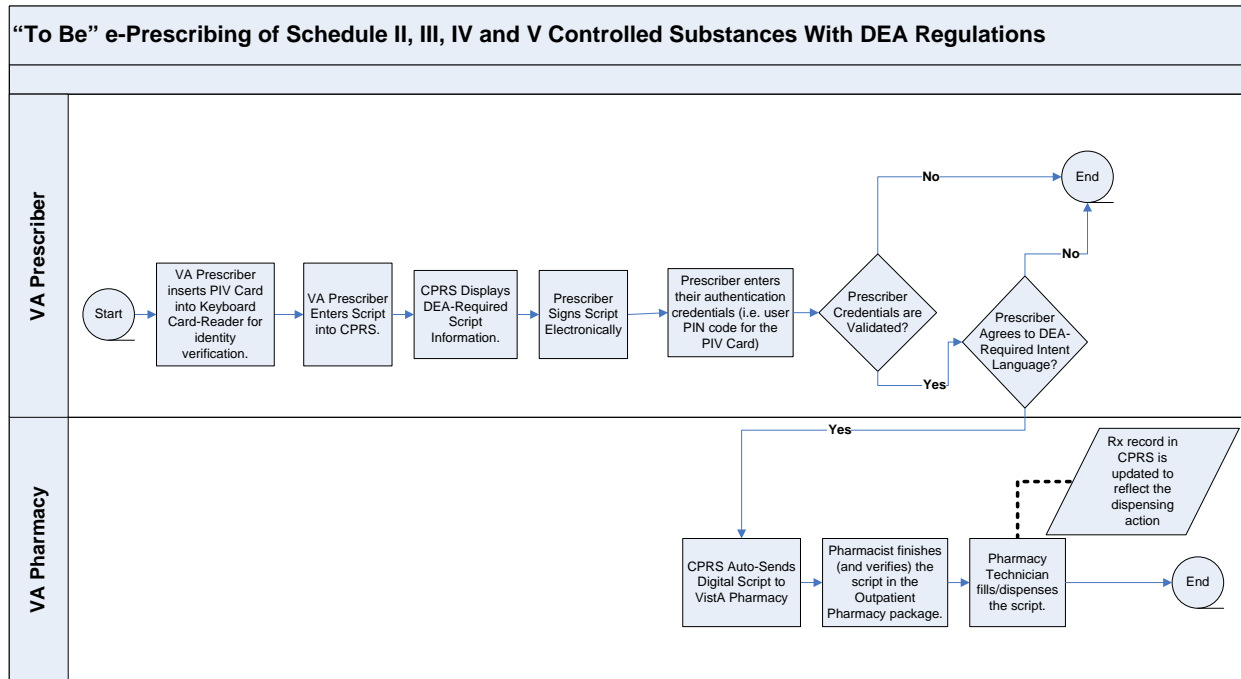 “To Be” e-Prescribing of Schedule II, III, IV and V Controlled Substances With DEA Regulations
VA Prescriber
Start
VA Prescriber
inserts PIV Card
into Keyboard
Card-Reader for
identity
verification.
VA Prescriber
Enters Script
into CPRS.
CPRS Displays
DEA-Required
Script
Information.
Prescriber
Signs Script
Electronically
Prescriber enters
their authentication
credentials (i.e. user
PIN code for the
PIV Card)
Prescriber
Credentials are
Validated?
No
End
Yes
Prescriber
Agrees to DEA-
Required Intent
Language?
No
Yes
VA Pharmacy
CPRS Auto-Sends
Digital Script to
VistA Pharmacy
Pharmacist finishes
(and verifies) the
script in the
Outpatient
Pharmacy package.
Pharmacy
Technician
fills/dispenses
the script.
Rx record in
CPRS is
updated to
reflect the
dispensing
action
End